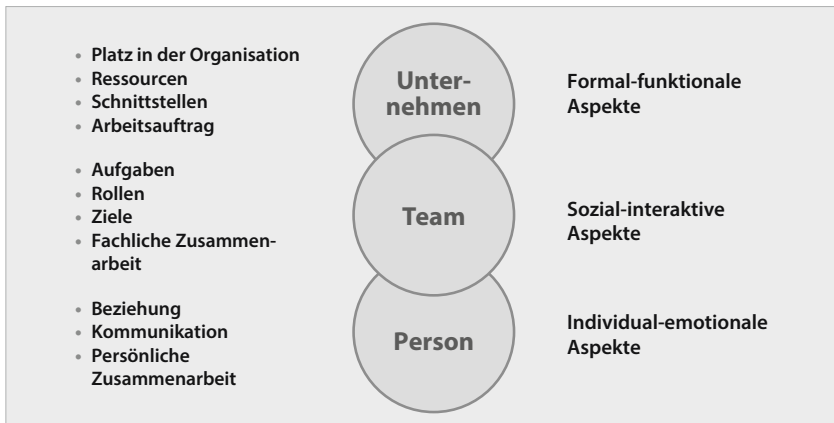 • Platz in der Organisation
• Ressourcen
• Schnittstellen
• Arbeitsauftrag
Unter-
nehmen
Formal-funktionale
Aspekte
• Aufgaben
• Rollen
• Ziele
• Fachliche Zusammen-
arbeit
Team
Sozial-interaktive
Aspekte
• Beziehung
• Kommunikation
• Persönliche
Zusammenarbeit
Person
Individual-emotionale
Aspekte